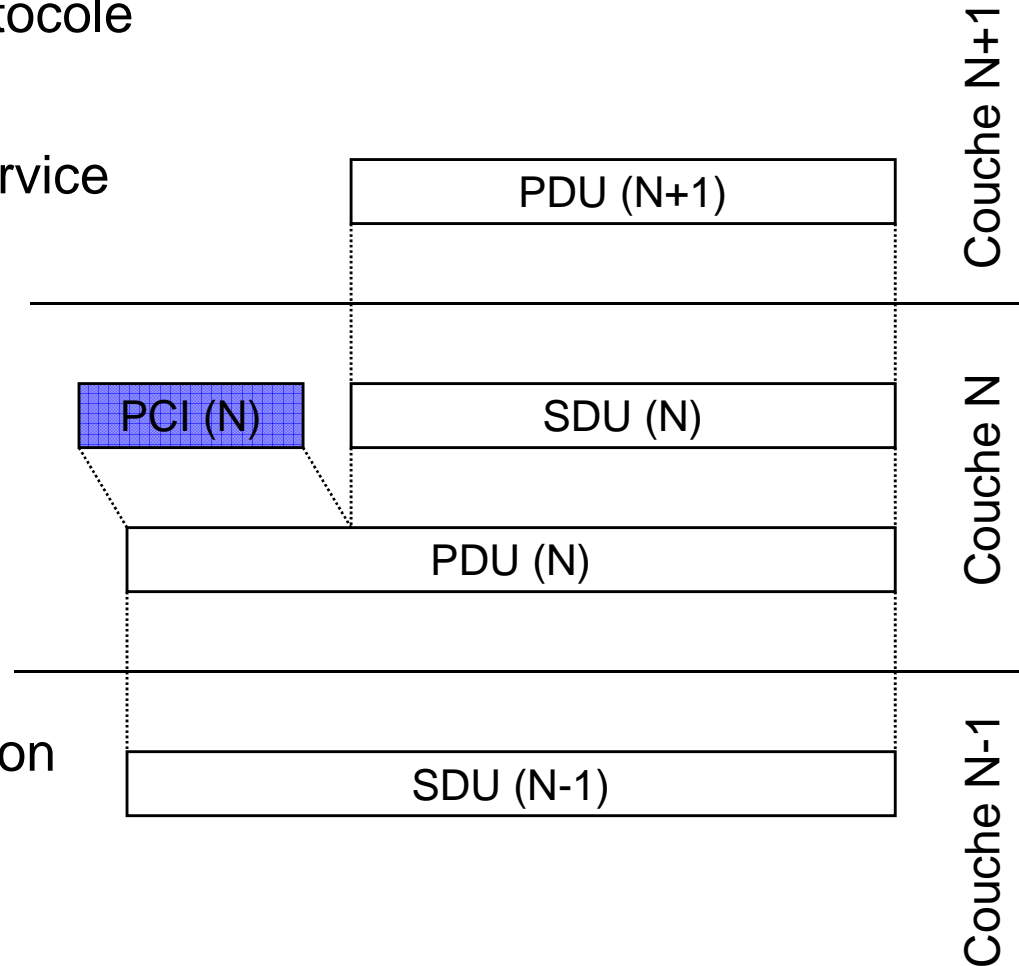 tocole
Couche N+1
rvice
PDU (N+1)
PCI (N)
SDU (N)
Couche N
PDU (N)
on
SDU (N-1)
Couche N-1